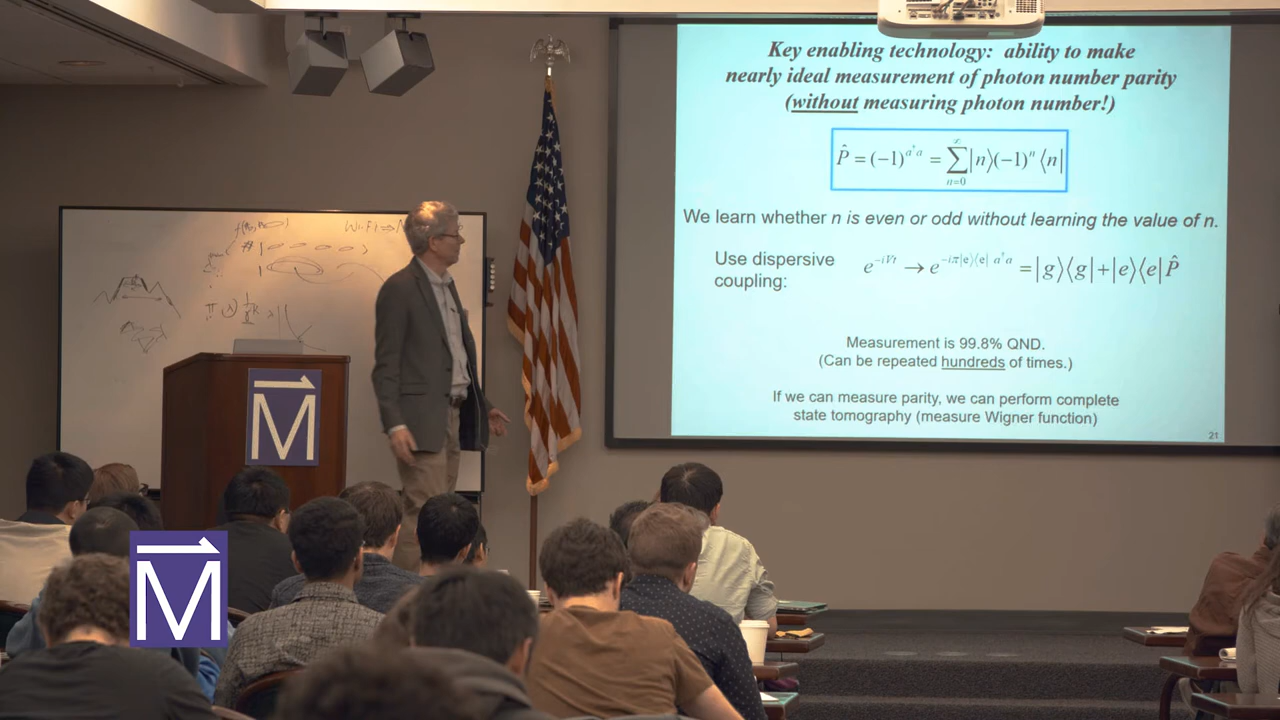 Key enabling technology: ability to make
nearly ideal measurement of photon number parity
(without measuring photon number!)
P̂ = (-1)^{a†a} = ∑_{n=0}^{∞} |n⟩(-1)^n ⟨n|
We learn whether n is even or odd without learning the value of n.
Use dispersive
coupling:
e^{-iVt} → e^{-iπ|e⟩⟨e| a†a} = |g⟩⟨g| + |e⟩⟨e| P̂
Measurement is 99.8% QND.
(Can be repeated hundreds of times.)
If we can measure parity, we can perform complete
state tomography (measure Wigner function)
21
M
M